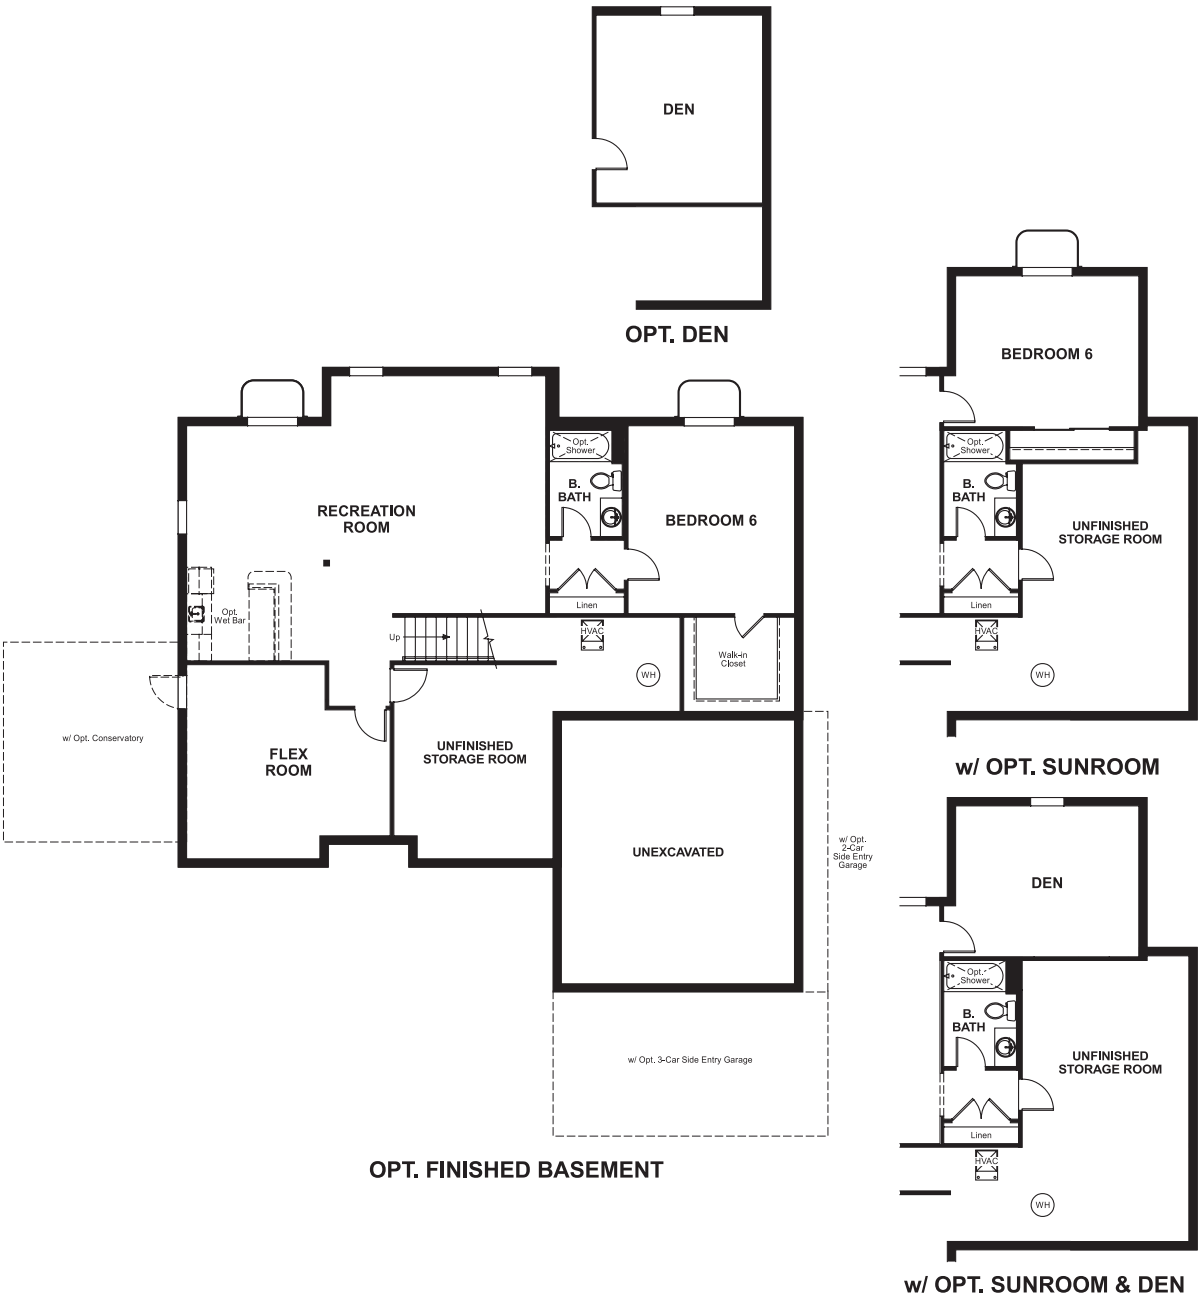 DEN
OPT. DEN
BEDROOM 6
Opt.
Shower
B.
BATH
UNFINISHED
STORAGE ROOM
Linen
HVAC
WH
w/ OPT. SUNROOM
RECREATION
ROOM
Opt.
Shower
B.
BATH
BEDROOM 6
Opt.
Wet Bar
Linen
Up
HVAC
WH
Walk-in
Closet
w/ Opt. Conservatory
FLEX
ROOM
UNFINISHED
STORAGE ROOM
UNEXCAVATED
w/ Opt.
2-Car
Side Entry
Garage
w/ Opt. 3-Car Side Entry Garage
OPT. FINISHED BASEMENT
DEN
Opt.
Shower
B.
BATH
UNFINISHED
STORAGE ROOM
Linen
HVAC
WH
w/ OPT. SUNROOM & DEN